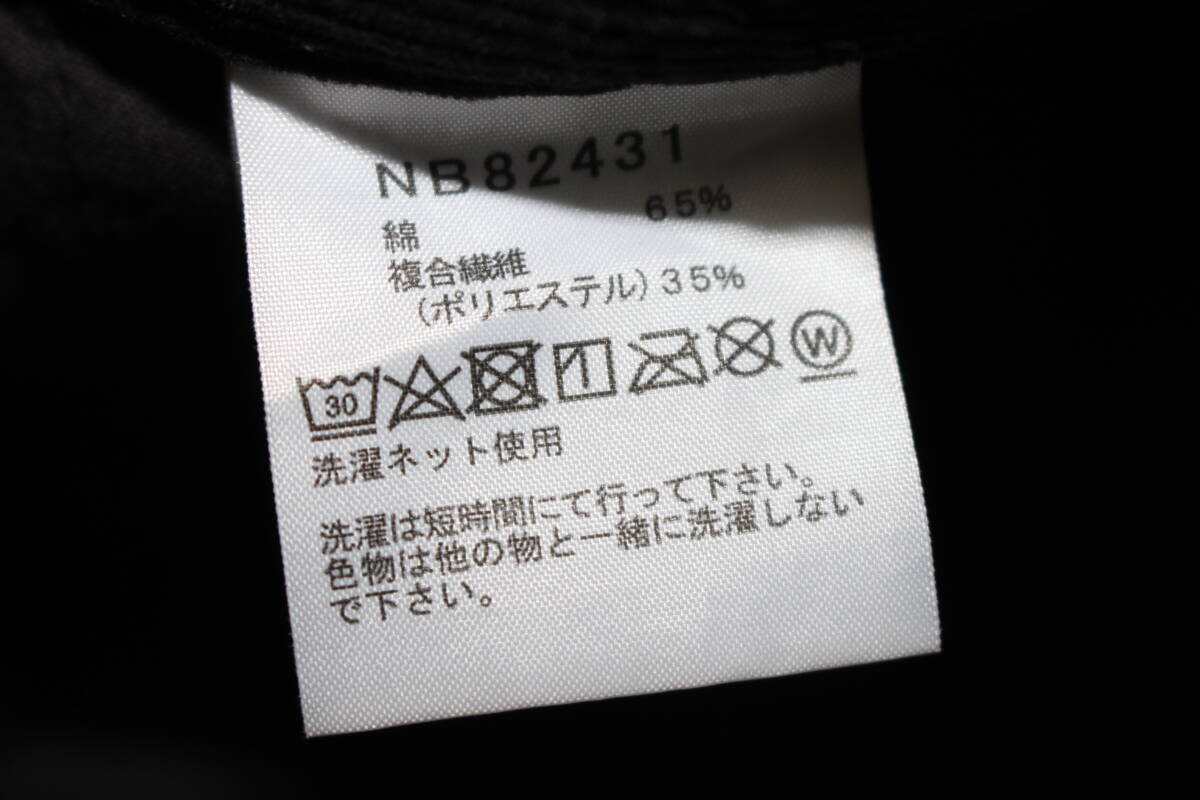 NB82431
綿 65%
複合繊維
(ポリエステル) 35%
30 W
洗濯ネット使用
洗濯は短時間にて行って下さい。
色物は他の物と一緒に洗濯しない
で下さい。